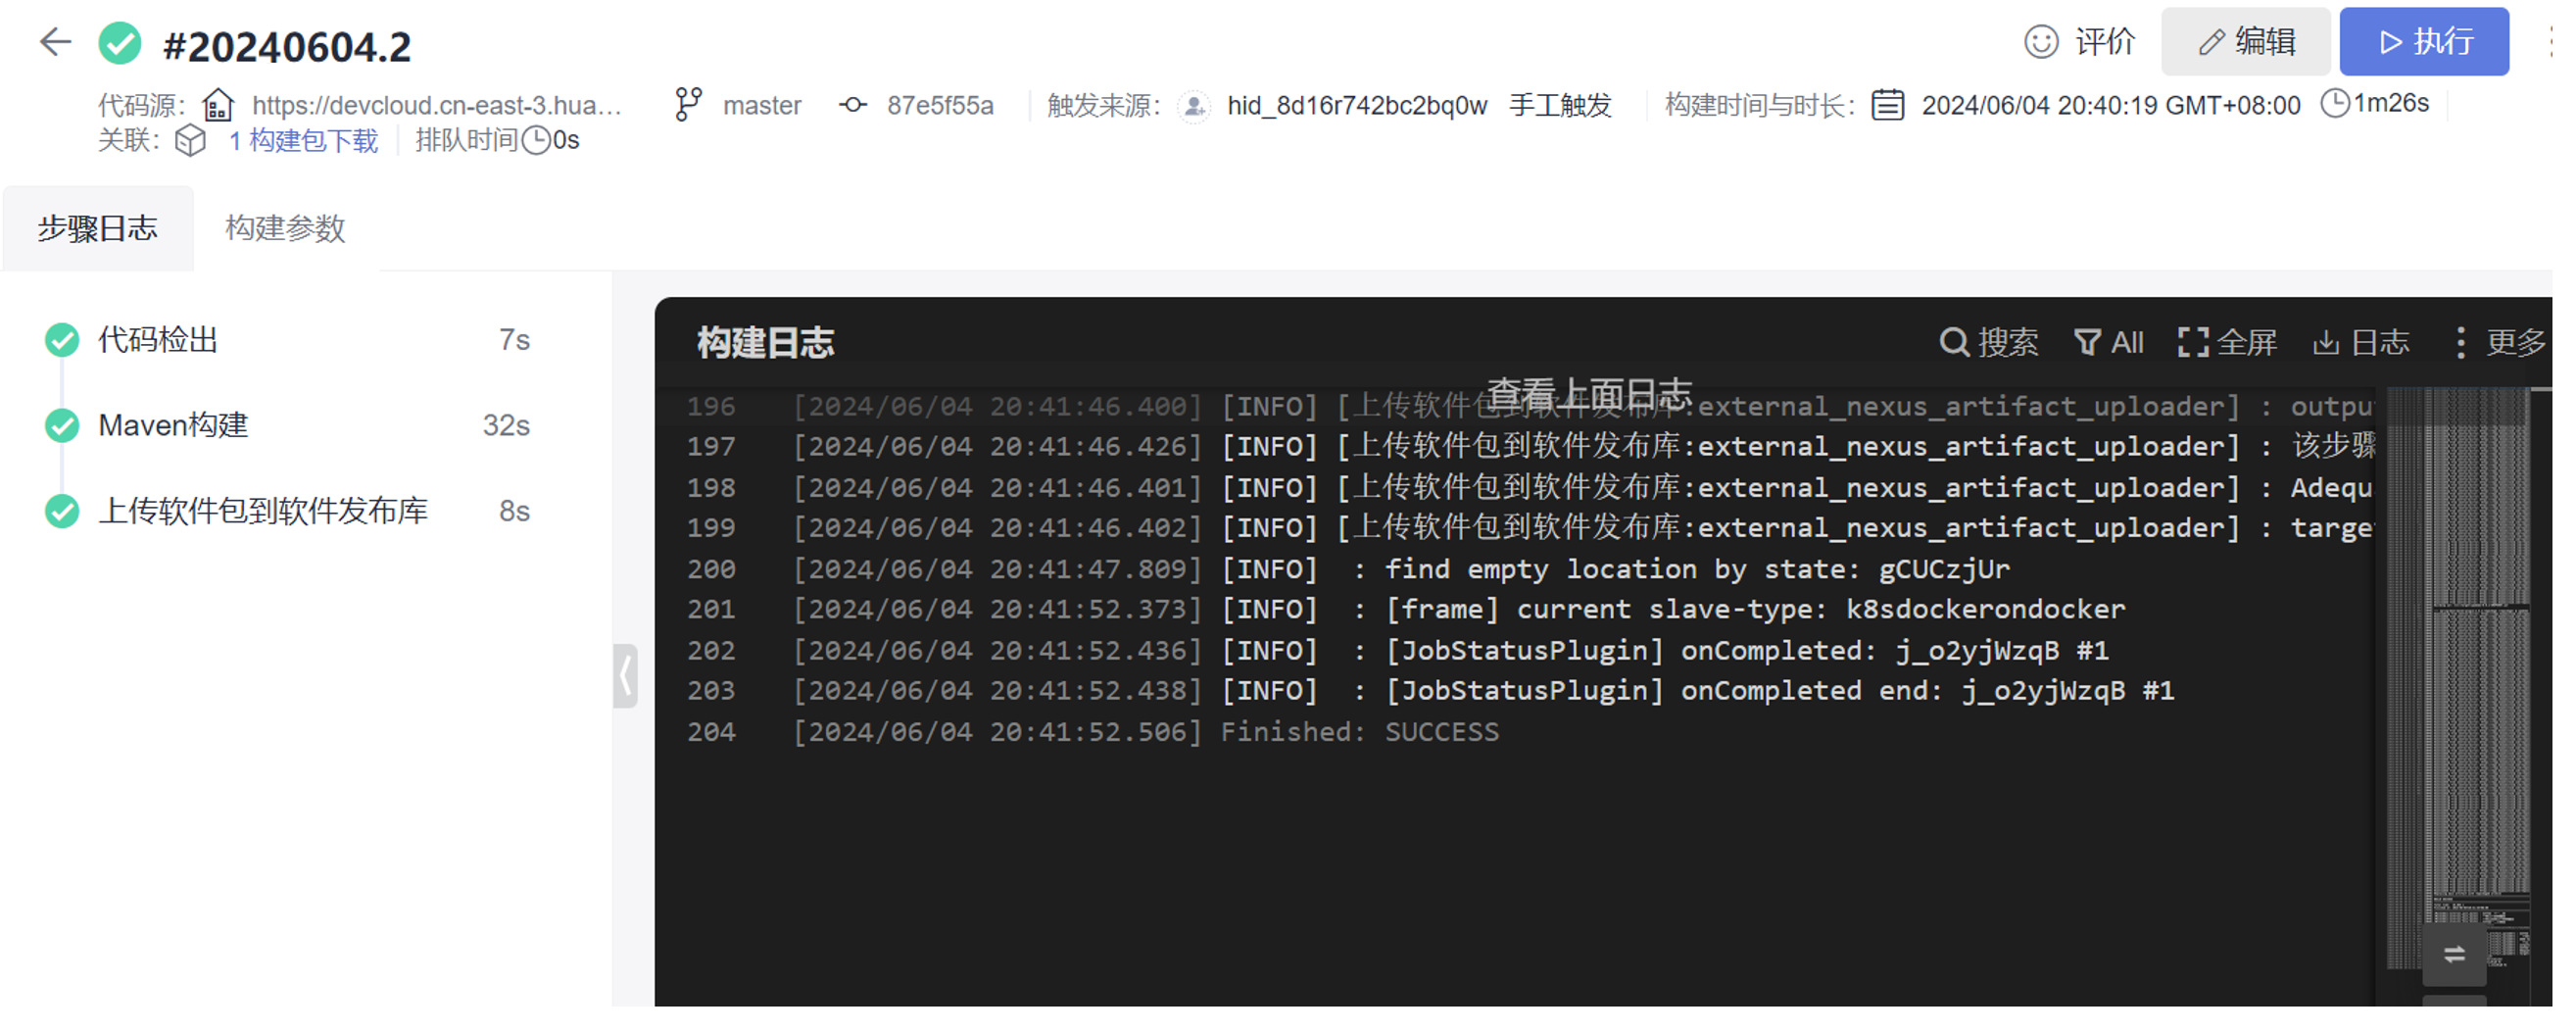 #20240604.2
评价
编辑
执行
代码源: https://devcloud.cn-east-3.hua... master 87e5f55a 触发来源: hid_8d16r742bc2bq0w 手工触发 构建时间与时长: 2024/06/04 20:40:19 GMT+08:00 1m26s
关联: 1 构建包下载 排队时间 0s
步骤日志 构建参数
代码检出 7s
Maven构建 32s
上传软件包到软件发布库 8s
构建日志 搜索 All 全屏 日志 更多
查看上面日志
196 [2024/06/04 20:41:46.400] [INFO] [上传软件包到软件发布库:external_nexus_artifact_uploader] : outpu
197 [2024/06/04 20:41:46.426] [INFO] [上传软件包到软件发布库:external_nexus_artifact_uploader] : 该步骤
198 [2024/06/04 20:41:46.401] [INFO] [上传软件包到软件发布库:external_nexus_artifact_uploader] : Adequ
199 [2024/06/04 20:41:46.402] [INFO] [上传软件包到软件发布库:external_nexus_artifact_uploader] : targe
200 [2024/06/04 20:41:47.809] [INFO] : find empty location by state: gCUCzjUr
201 [2024/06/04 20:41:52.373] [INFO] : [frame] current slave-type: k8sdockerondocker
202 [2024/06/04 20:41:52.436] [INFO] : [JobStatusPlugin] onCompleted: j_o2yjWzqB #1
203 [2024/06/04 20:41:52.438] [INFO] : [JobStatusPlugin] onCompleted end: j_o2yjWzqB #1
204 [2024/06/04 20:41:52.506] Finished: SUCCESS